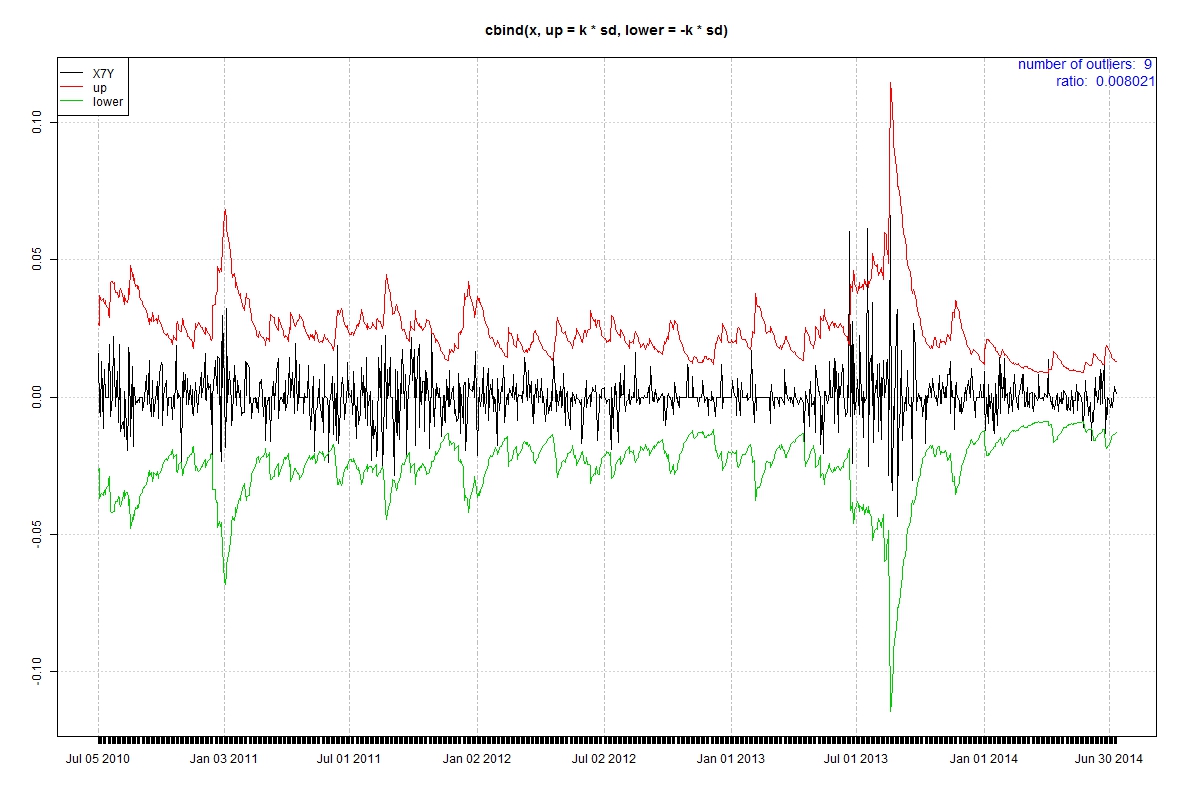 cbind(x, up = k * sd, lower = -k * sd)
X7Y
up
lower
number of outliers: 9
ratio: 0.008021
0.10
0.05
0.00
-0.05
-0.10
Jul 05 2010
Jan 03 2011
Jul 01 2011
Jan 02 2012
Jul 02 2012
Jan 01 2013
Jul 01 2013
Jan 01 2014
Jun 30 2014